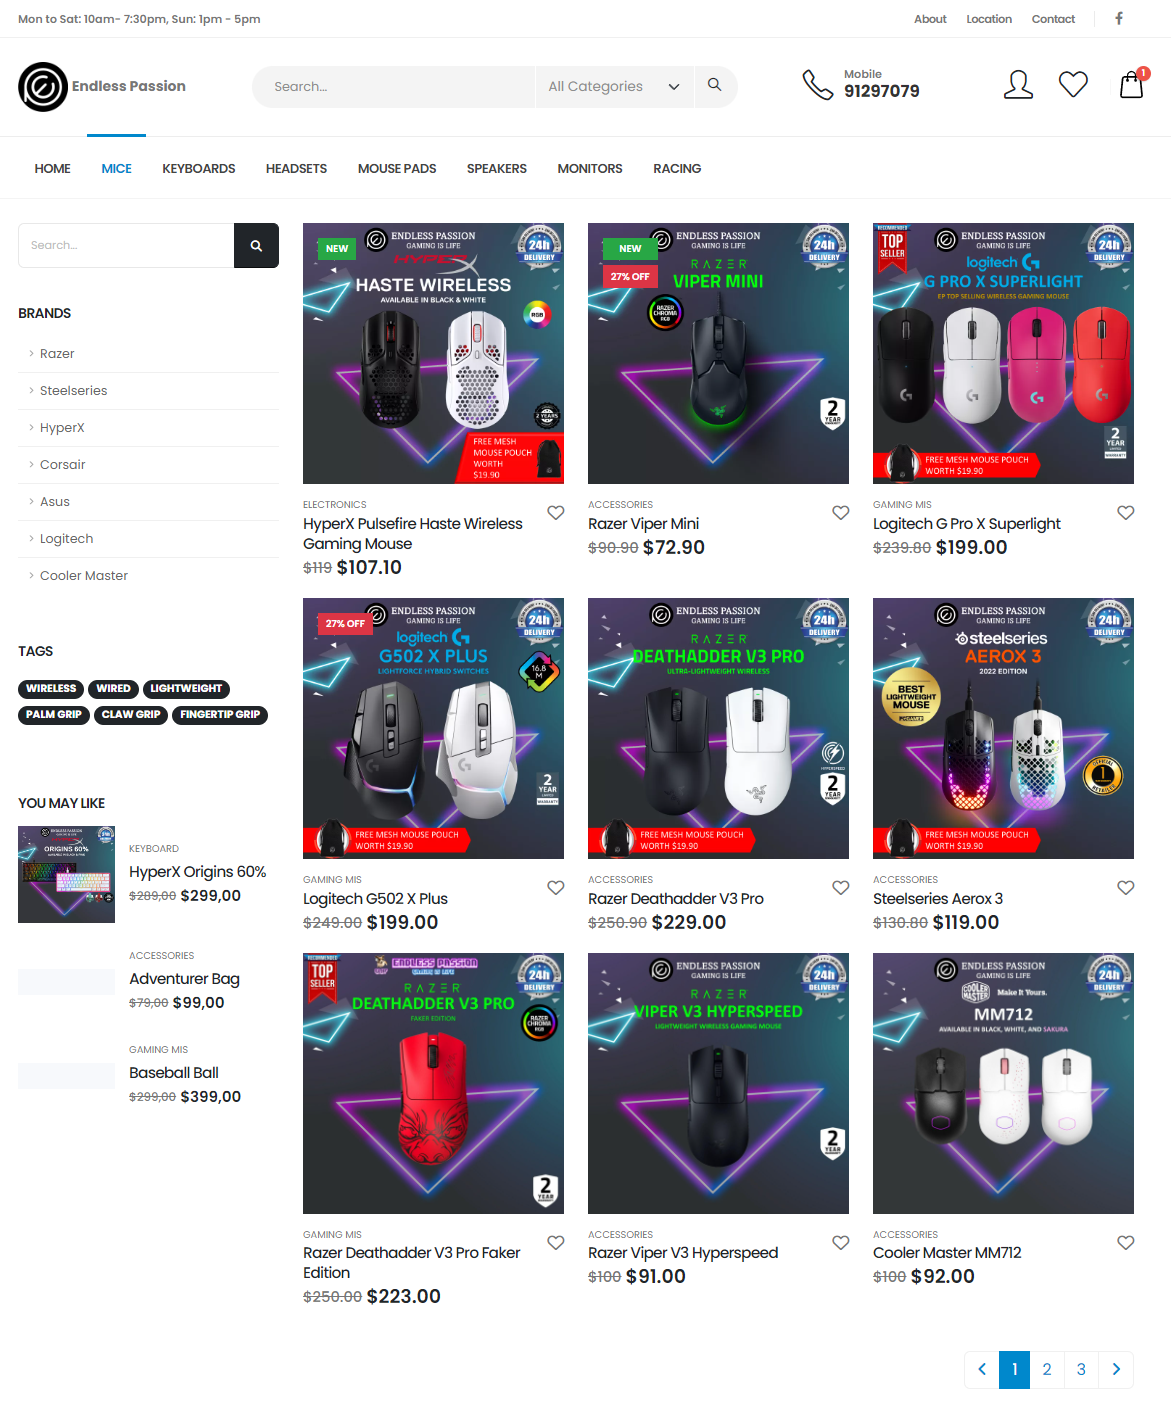 Mon to Sat: 10am- 7:30pm, Sun: 1pm - 5pm
About
Location
Contact
Endless Passion
Search...
All Categories
Mobile
91297079
1
HOME
MICE
KEYBOARDS
HEADSETS
MOUSE PADS
SPEAKERS
MONITORS
RACING
Search...
BRANDS
Razer
Steelseries
HyperX
Corsair
Asus
Logitech
Cooler Master
TAGS
WIRELESS
WIRED
LIGHTWEIGHT
PALM GRIP
CLAW GRIP
FINGERTIP GRIP
YOU MAY LIKE
ENDLESS PASSION
HYPERX
ORIGINS 60%
KEYBOARD
HyperX Origins 60%
$289,00 $299,00
ACCESSORIES
Adventurer Bag
$79,00 $99,00
GAMING MIS
Baseball Ball
$299,00 $399,00
NEW
ENDLESS PASSION
GAMING IS LIFE
24h
DELIVERY
HYPERX
HASTE WIRELESS
AVAILABLE IN BLACK & WHITE
RGB
2 YEARS
FREE MESH
MOUSE POUCH
WORTH
$19.90
ELECTRONICS
HyperX Pulsefire Haste Wireless
Gaming Mouse
$119 $107.10
NEW
27% OFF
ENDLESS PASSION
GAMING IS LIFE
24h
DELIVERY
RAZER
VIPER MINI
RAZER
CHROMA
RGB
2
YEAR
ACCESSORIES
Razer Viper Mini
$90.90 $72.90
RECOMMENDED
TOP
SELLER
ENDLESS PASSION
GAMING IS LIFE
24h
DELIVERY
logitech G
G PRO X SUPERLIGHT
EP TOP SELLING WIRELESS GAMING MOUSE
2
YEAR
LIMITED
WARRANTY
FREE MESH MOUSE POUCH
WORTH $19.90
GAMING MIS
Logitech G Pro X Superlight
$239.80 $199.00
27% OFF
ENDLESS PASSION
GAMING IS LIFE
24h
DELIVERY
logitech G
G502 X PLUS
LIGHTFORCE HYBRID SWITCHES
16,8
M
2
YEAR
LIMITED
WARRANTY
FREE MESH MOUSE POUCH
WORTH $19.90
GAMING MIS
Logitech G502 X Plus
$249.00 $199.00
ENDLESS PASSION
GAMING IS LIFE
24h
DELIVERY
RAZER
DEATHADDER V3 PRO
ULTRA-LIGHTWEIGHT WIRELESS
HYPERSPEED
2
YEAR
FREE MESH MOUSE POUCH
WORTH $19.90
ACCESSORIES
Razer Deathadder V3 Pro
$250.90 $229.00
ENDLESS PASSION
GAMING IS LIFE
24h
DELIVERY
steelseries
AEROX 3
2022 EDITION
BEST
LIGHTWEIGHT
MOUSE
PCGAMER
OFFICIAL
1
RETAILER
FREE MESH MOUSE POUCH
WORTH $19.90
ACCESSORIES
Steelseries Aerox 3
$130.80 $119.00
RECOMMENDED
TOP
SELLER
ENDLESS PASSION
GAMING IS LIFE
24h
DELIVERY
RAZER
DEATHADDER V3 PRO
FAKER EDITION
RAZER
CHROMA
RGB
2
YEAR
GAMING MIS
Razer Deathadder V3 Pro Faker
Edition
$250.00 $223.00
ENDLESS PASSION
GAMING IS LIFE
24h
DELIVERY
RAZER
VIPER V3 HYPERSPEED
LIGHTWEIGHT WIRELESS GAMING MOUSE
2
YEAR
ACCESSORIES
Razer Viper V3 Hyperspeed
$100 $91.00
ENDLESS PASSION
GAMING IS LIFE
24h
DELIVERY
COOLER
MASTER
Make It Yours.
MM712
AVAILABLE IN BLACK, WHITE, AND SAKURA
ACCESSORIES
Cooler Master MM712
$100 $92.00
1
2
3